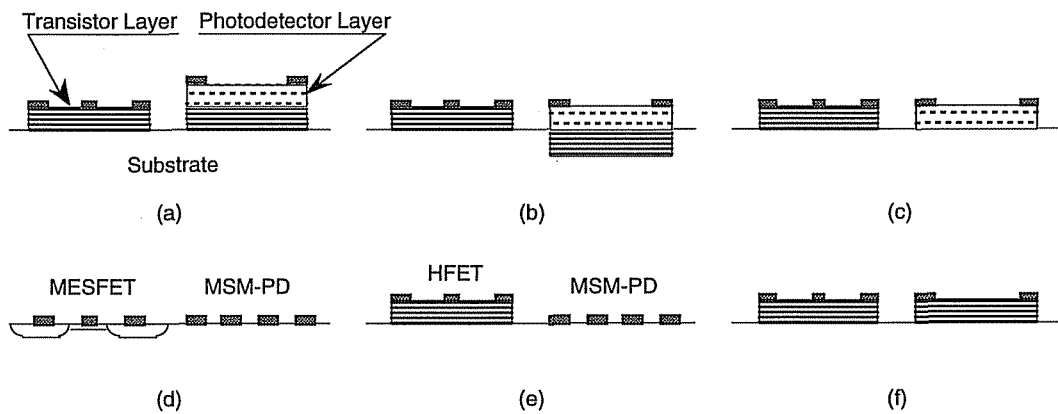 Transistor Layer
Photodetector Layer
Substrate
(a)
(b)
(c)
MESFET
MSM-PD
HFET
MSM-PD
(d)
(e)
(f)